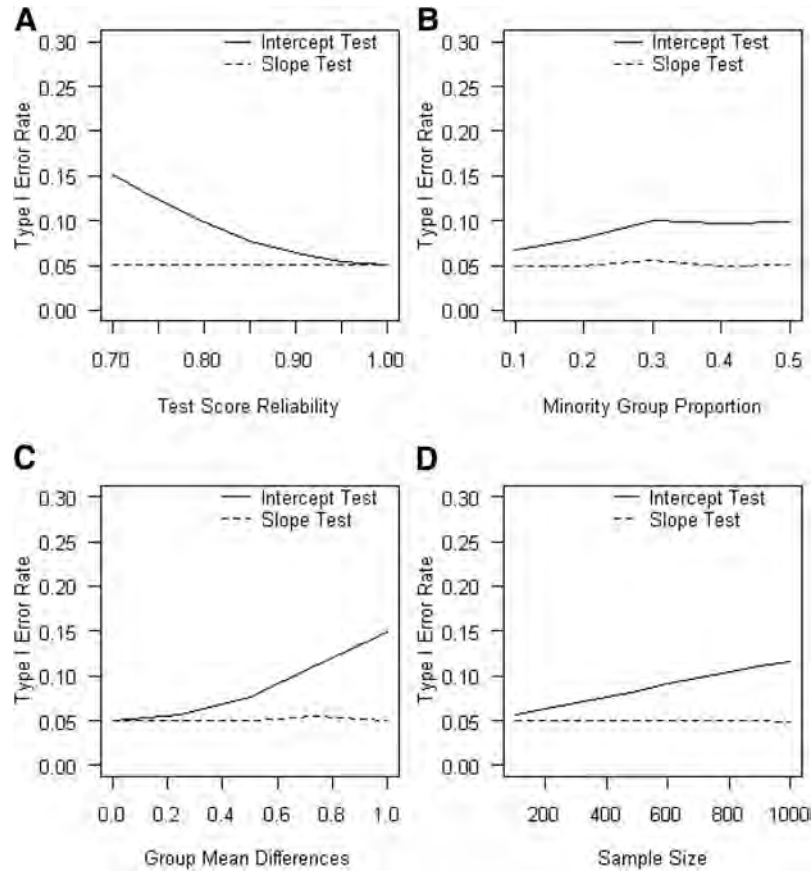 A
Type I Error Rate
0.30
0.25
0.20
0.15
0.10
0.05
0.00
Intercept Test
Slope Test
0.70 0.80 0.90 1.00
Test Score Reliability
B
Type I Error Rate
0.30
0.25
0.20
0.15
0.10
0.05
0.00
Intercept Test
Slope Test
0.1 0.2 0.3 0.4 0.5
Minority Group Proportion
C
Type I Error Rate
0.30
0.25
0.20
0.15
0.10
0.05
0.00
Intercept Test
Slope Test
0.0 0.2 0.4 0.6 0.8 1.0
Group Mean Differences
D
Type I Error Rate
0.30
0.25
0.20
0.15
0.10
0.05
0.00
Intercept Test
Slope Test
200 400 600 800 1000
Sample Size